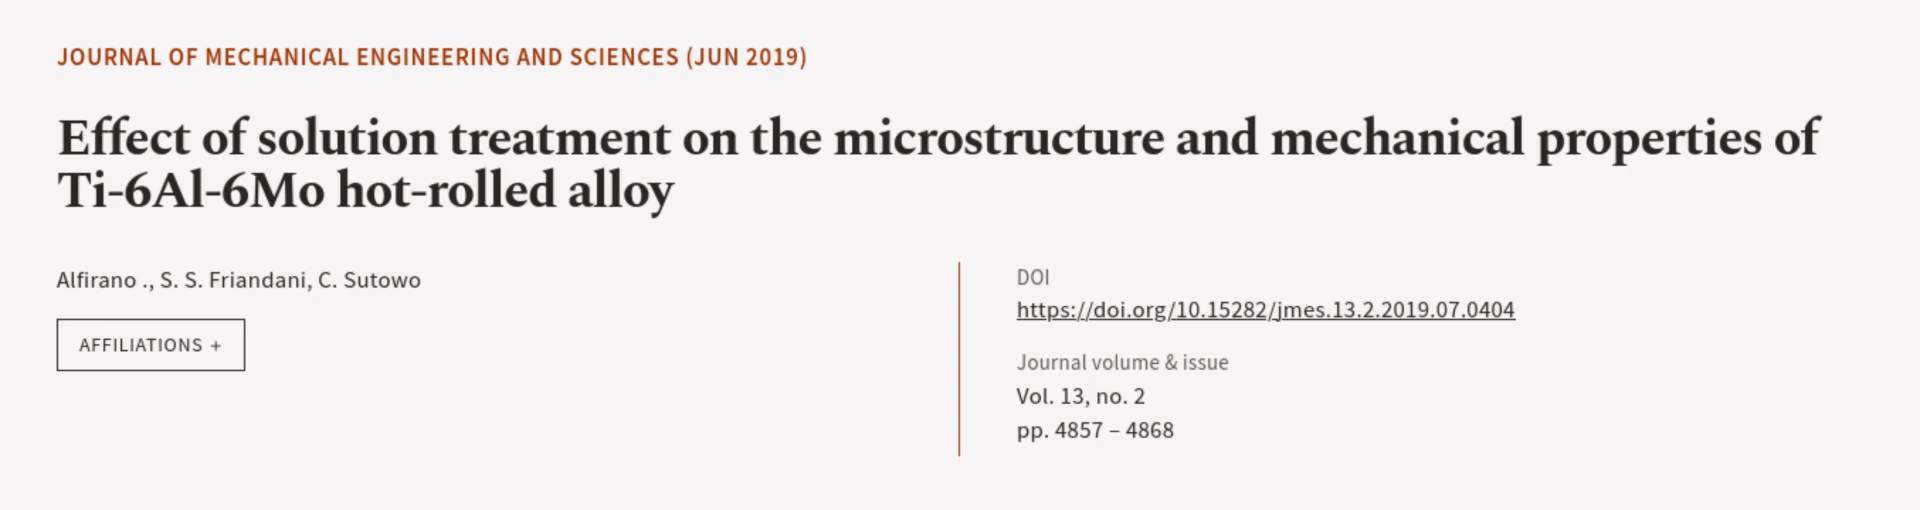 JOURNAL OF MECHANICAL ENGINEERING AND SCIENCES (JUN 2019)
Effect of solution treatment on the microstructure and mechanical properties of
Ti-6Al-6Mo hot-rolled alloy
Alfirano ., S. S. Friandani, C. Sutowo
AFFILIATIONS +
DOI
https://doi.org/10.15282/jmes.13.2.2019.07.0404
Journal volume & issue
Vol. 13, no. 2
pp. 4857 – 4868